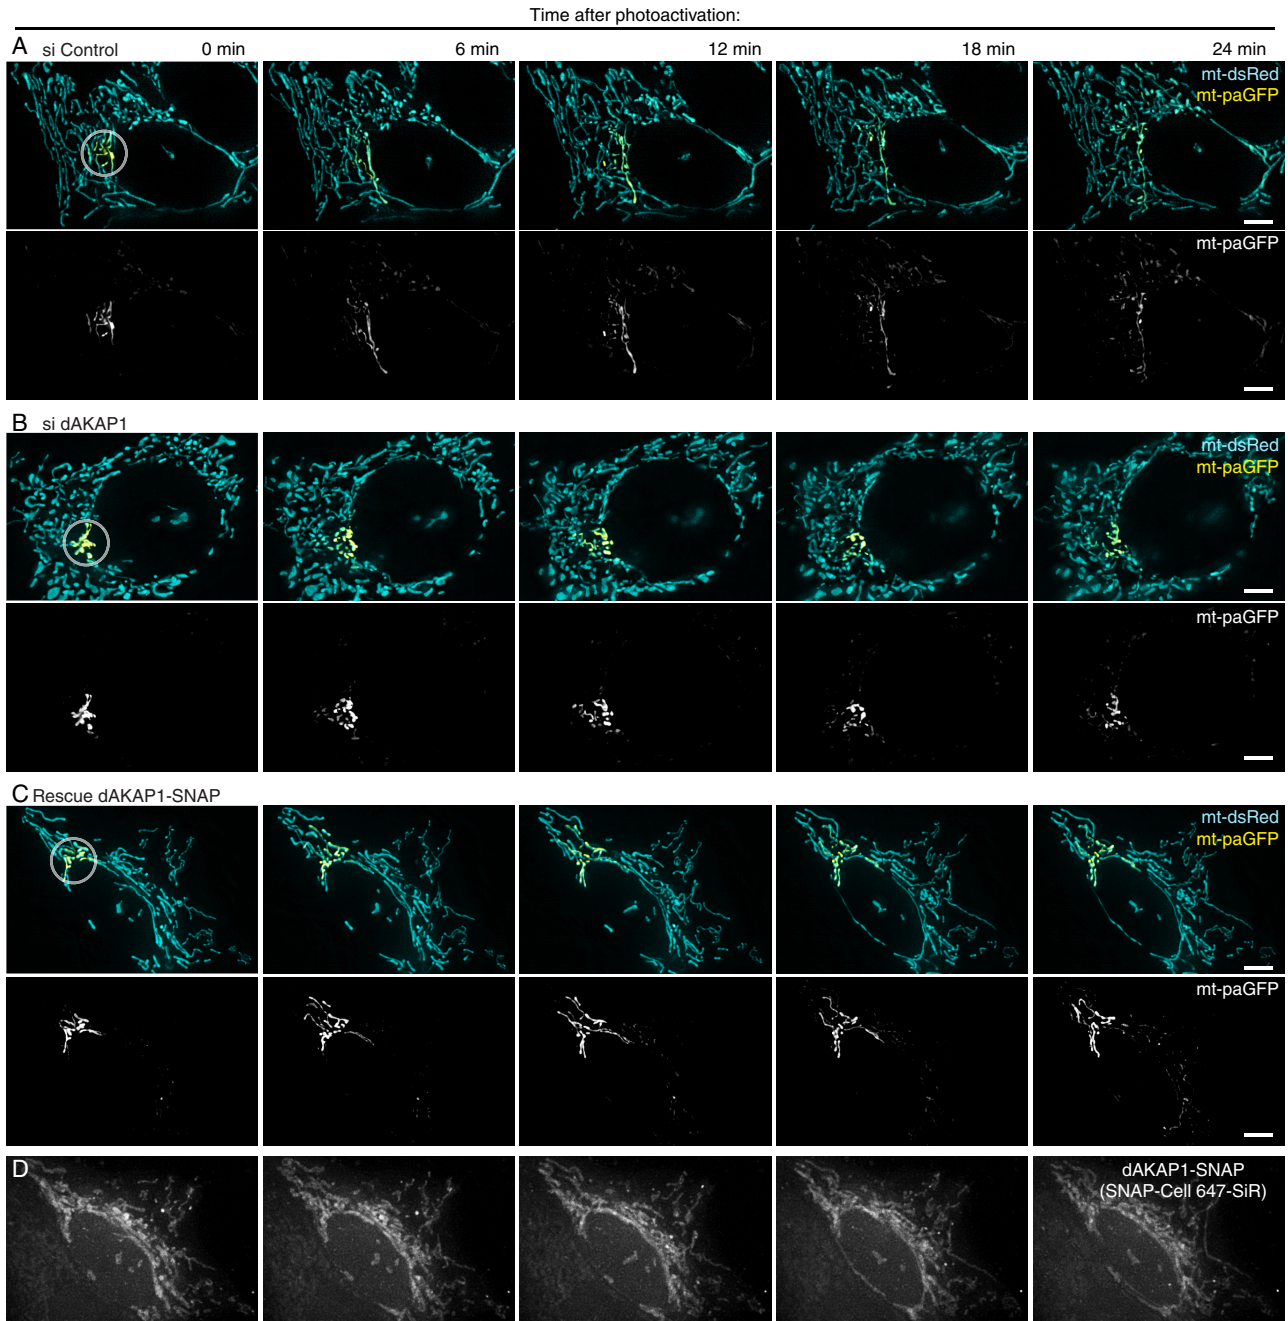 Time after photoactivation:
A si Control 0 min 6 min 12 min 18 min 24 min
mt-dsRed
mt-paGFP
mt-paGFP
B si dAKAP1
mt-dsRed
mt-paGFP
mt-paGFP
C Rescue dAKAP1-SNAP
mt-dsRed
mt-paGFP
mt-paGFP
D
dAKAP1-SNAP
(SNAP-Cell 647-SiR)